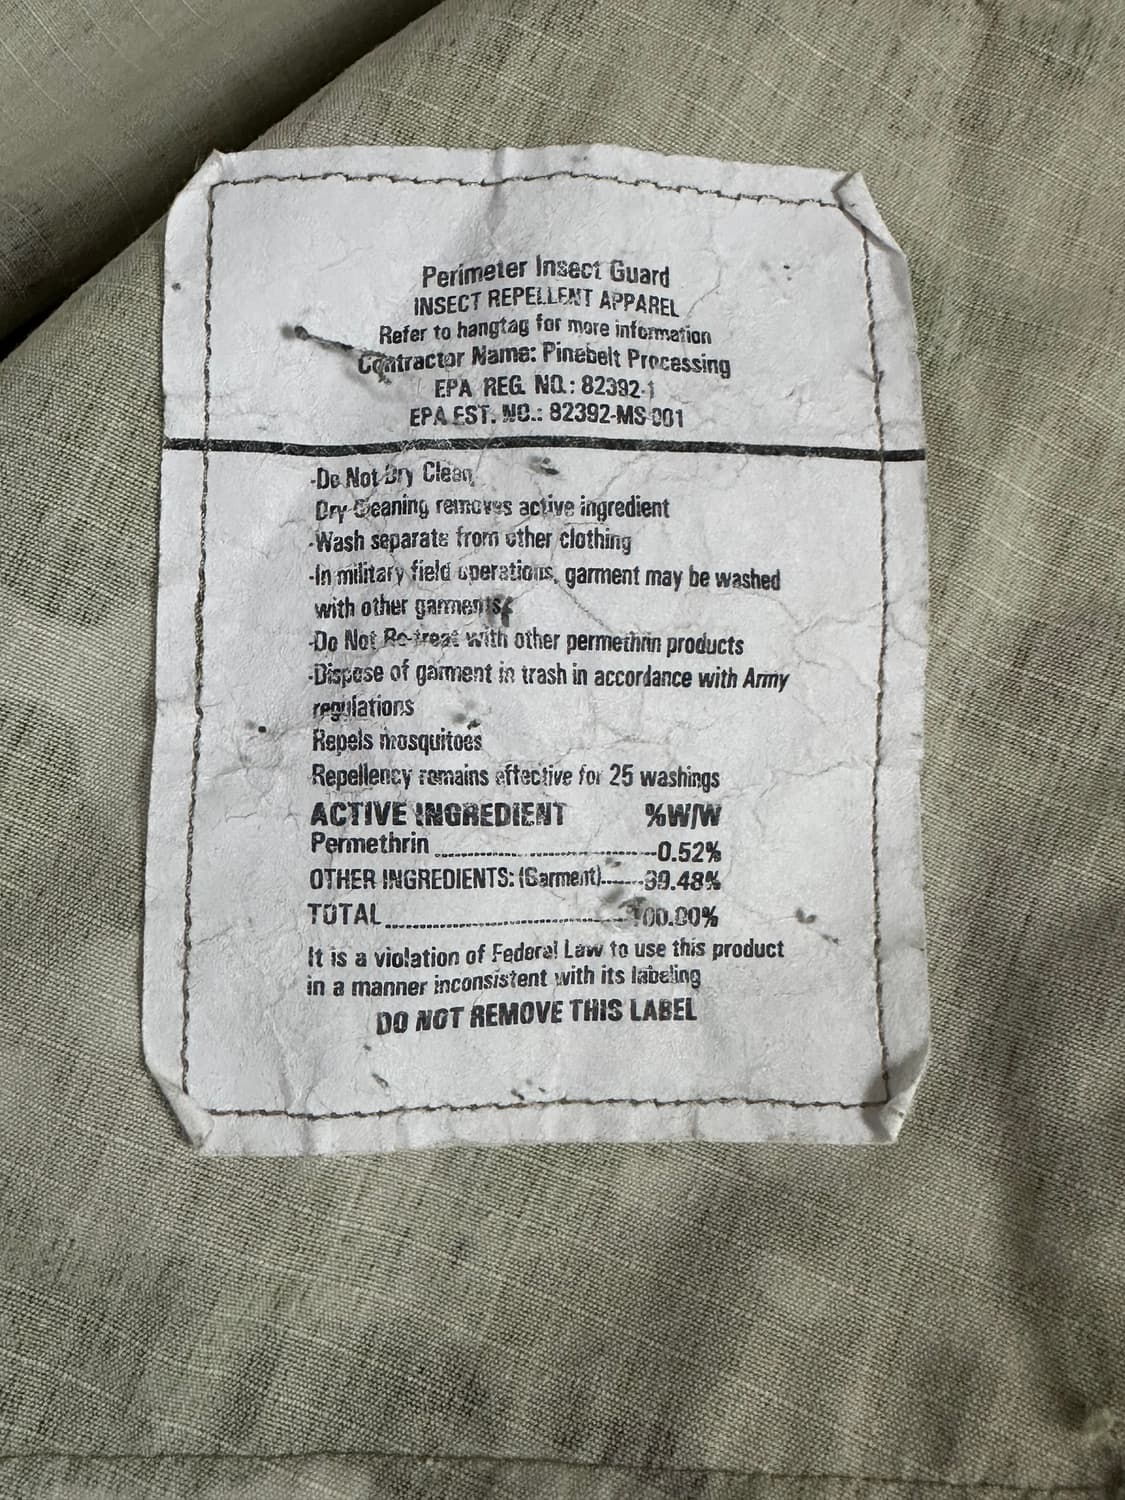 Perimeter Insect Guard
INSECT REPELLENT APPAREL
Refer to hangtag for more information
Contractor Name: Pinebelt Processing
EPA REG. NO.: 82392-1
EPA EST. NO.: 82392-MS-001
-Do Not Dry Clean
Dry Cleaning removes active ingredient
-Wash separate from other clothing
-In military field operations, garment may be washed
with other garments
-Do Not Re-treat with other permethrin products
-Dispose of garment in trash in accordance with Army
regulations
Repels mosquitoes
Repellency remains effective for 25 washings
ACTIVE INGREDIENT %W/W
Permethrin 0.52%
OTHER INGREDIENTS: (Garment) 99.48%
TOTAL 100.00%
It is a violation of Federal Law to use this product
in a manner inconsistent with its labeling
DO NOT REMOVE THIS LABEL